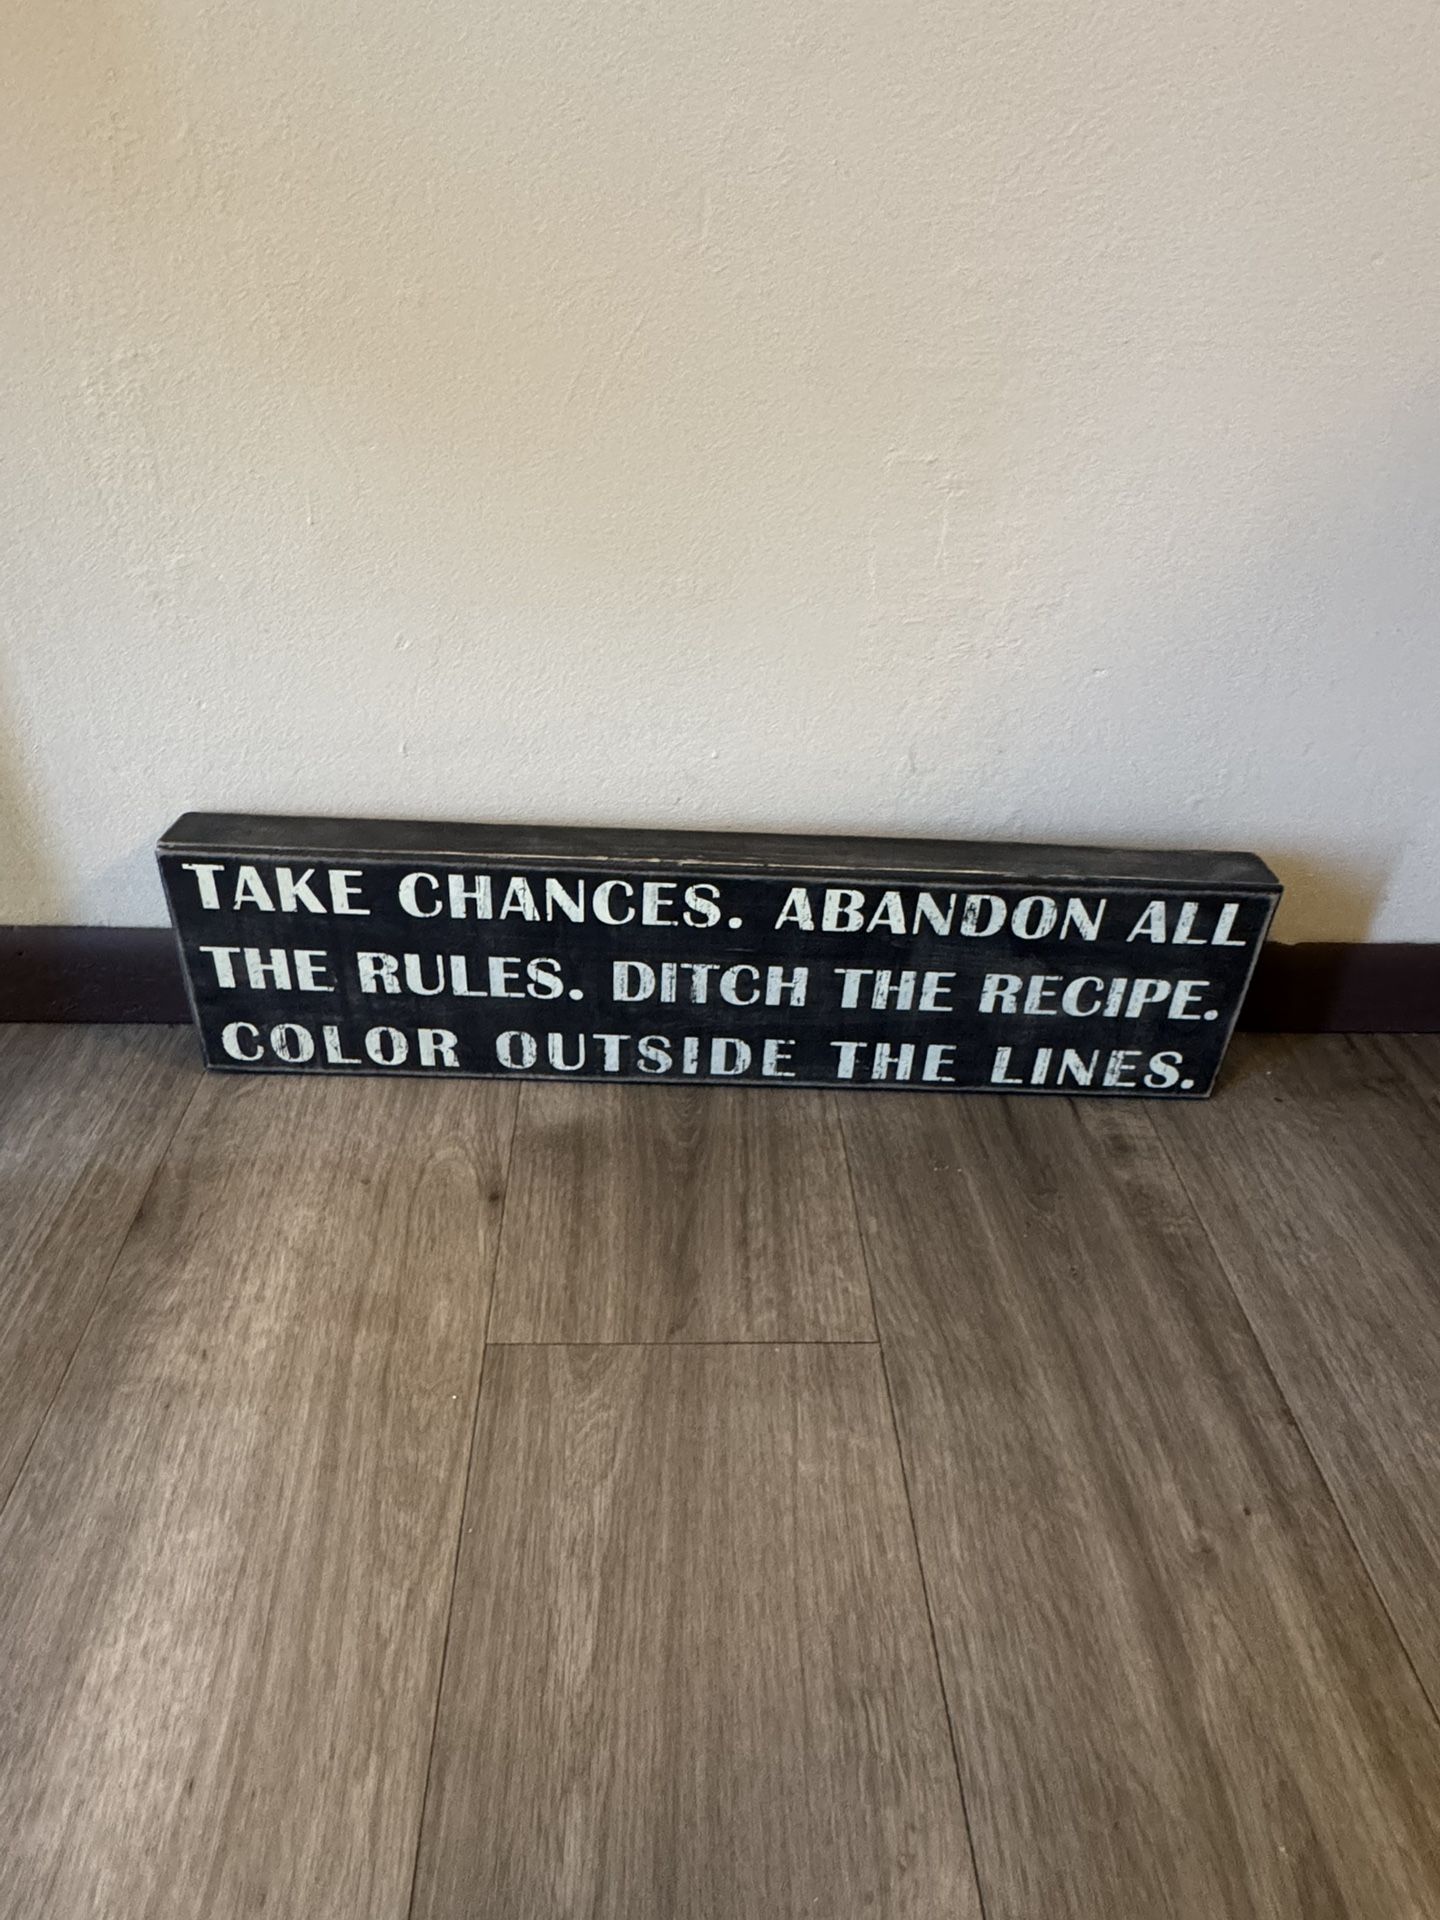 TAKE CHANCES. ABANDON ALL
THE RULES. DITCH THE RECIPE.
COLOR OUTSIDE THE LINES.